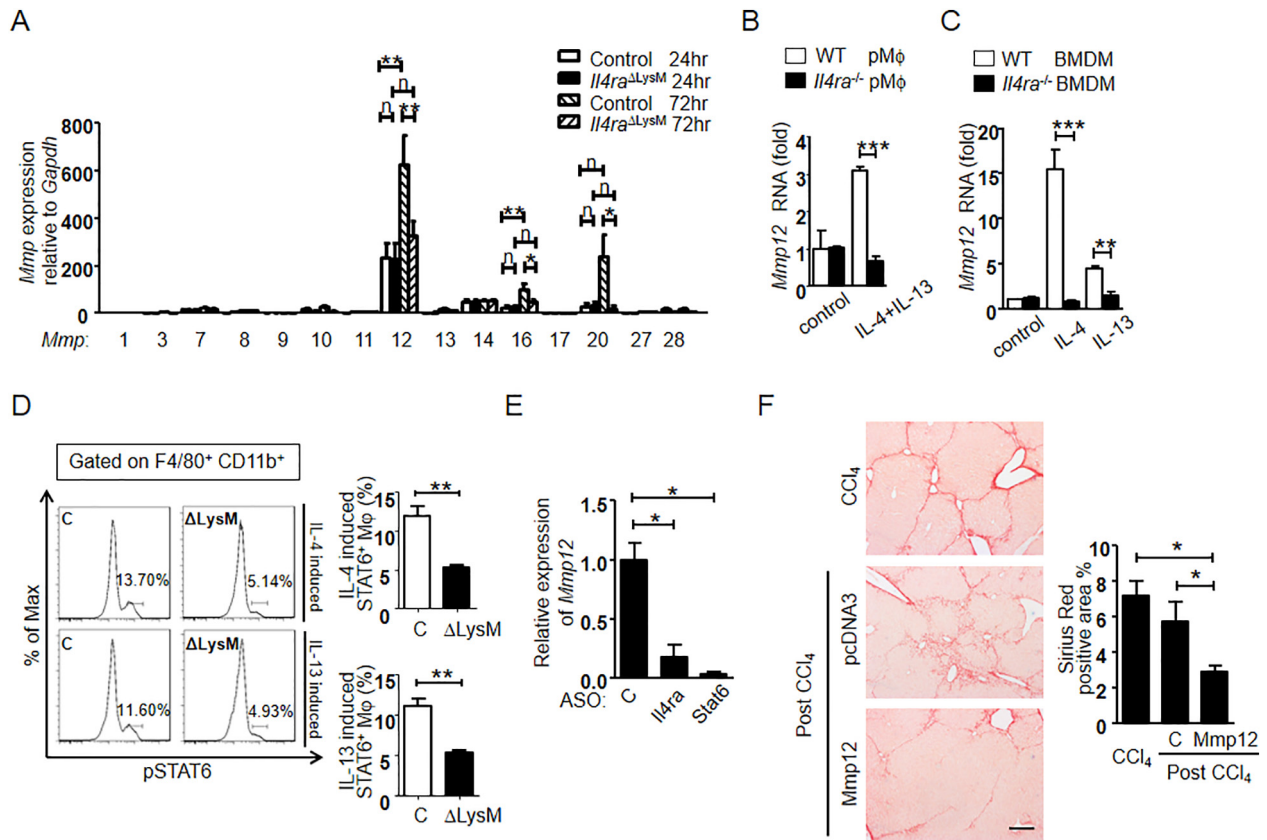 A
Mmp expression
relative to Gapdh
800
600
400
200
0
Mmp: 1 3 7 8 9 10 11 12 13 14 16 17 20 27 28
** n n **
** n n *
n n n *
Control 24hr
Il4raΔLysM 24hr
Control 72hr
Il4raΔLysM 72hr
B
WT pMϕ
Il4ra-/- pMϕ
Mmp12 RNA (fold)
4
3
2
1
0
***
control
IL-4+IL-13
C
WT BMDM
Il4ra-/- BMDM
Mmp12 RNA (fold)
20
15
10
5
0
***
**
control
IL-4
IL-13
D
Gated on F4/80+ CD11b+
% of Max
C
13.70%
ΔLysM
5.14%
IL-4 induced
C
11.60%
ΔLysM
4.93%
IL-13 induced
pSTAT6
IL-4 induced
STAT6+ Mφ (%)
15
10
5
0
**
C ΔLysM
IL-13 induced
STAT6+ Mφ (%)
15
10
5
0
**
C ΔLysM
E
Relative expression
of Mmp12
1.5
1.0
0.5
0.0
*
*
ASO: C Il4ra Stat6
F
CCl4
pcDNA3
Mmp12
Post CCl4
Sirius Red
positive area %
10
8
6
4
2
0
*
*
CCl4
C Mmp12
Post CCl4